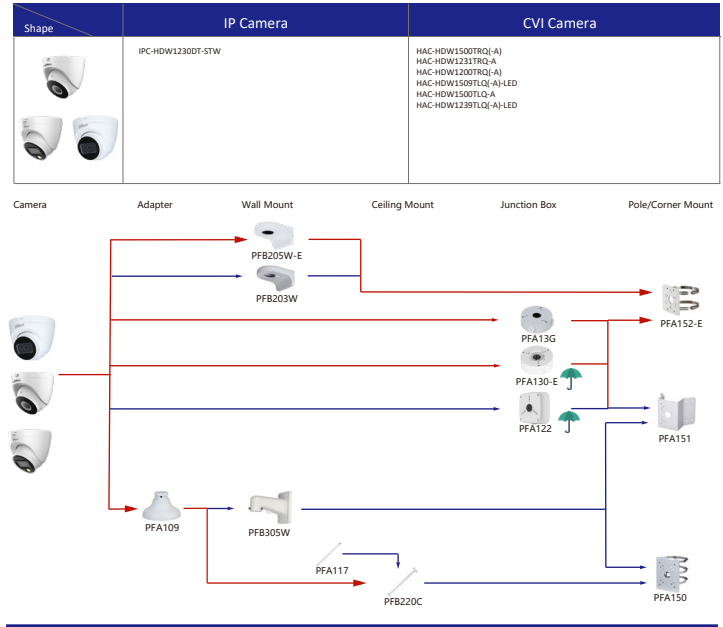 Shape
IP Camera
CVI Camera
IPC-HDW1230DT-STW
HAC-HDW1500TRQ(-A)
HAC-HDW1231TRQ-A
HAC-HDW1200TRQ(-A)
HAC-HDW1509TLQ(-A)-LED
HAC-HDW1500TLQ-A
HAC-HDW1239TLQ(-A)-LED
Camera Adapter Wall Mount Ceiling Mount Junction Box Pole/Corner Mount
PFB205W-E
PFB203W
PFA152-E
PFA13G
PFA130-E
PFA122
PFA151
PFA109
PFB305W
PFA117
PFB220C
PFA150